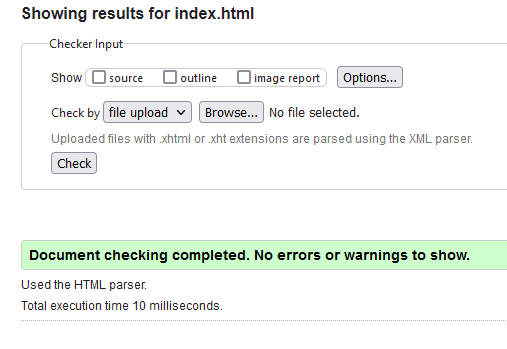 Showing results for index.html
Checker Input
Show source outline image report Options...
Check by file upload Browse... No file selected.
Uploaded files with .xhtml or .xht extensions are parsed using the XML parser.
Check
Document checking completed. No errors or warnings to show.
Used the HTML parser.
Total execution time 10 milliseconds.